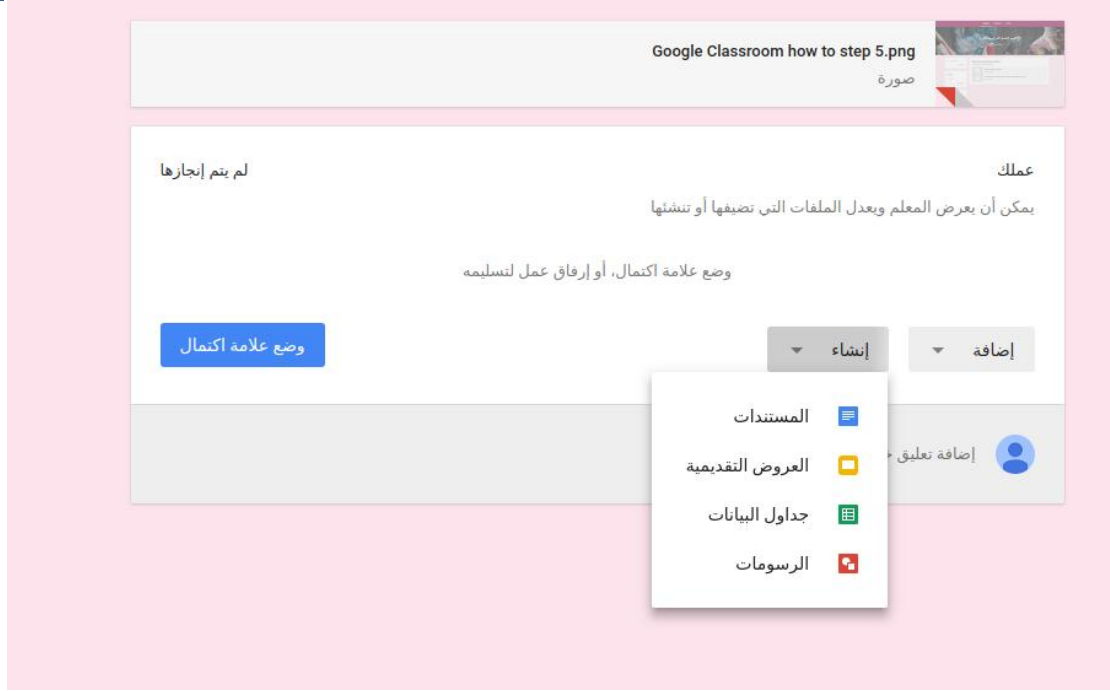 Google Classroom how to step 5.png
صورة
عملك
لم يتم إنجازها
يمكن أن يعرض المعلم ويعدل الملفات التي تضيفها أو تنشئها
وضع علامة اكتمال، أو إرفاق عمل لتسليمه
إضافة
إنشاء
وضع علامة اكتمال
المستندات
العروض التقديمية
جداول البيانات
الرسومات
إضافة تعليق